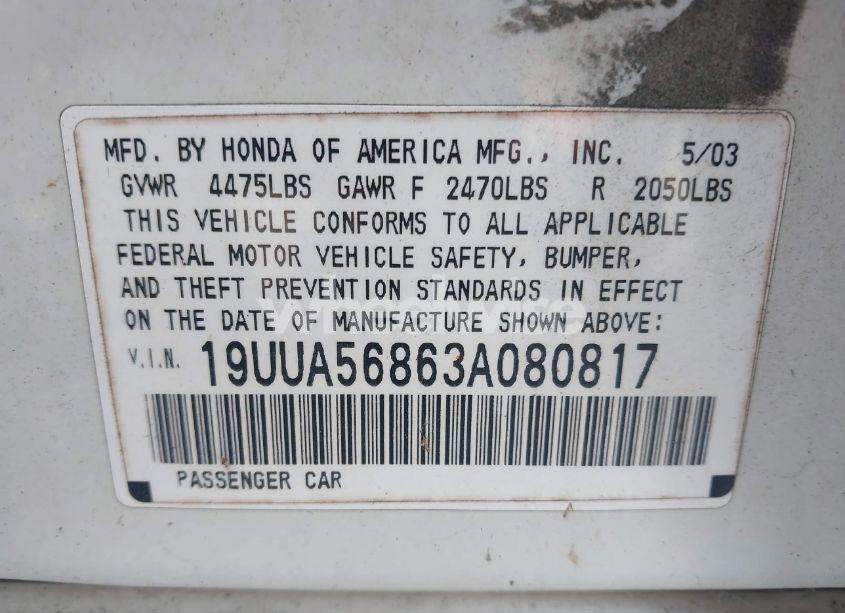 MFD. BY HONDA OF AMERICA MFG., INC. 5/03
GVWR 4475LBS GAWR F 2470LBS R 2050LBS
THIS VEHICLE CONFORMS TO ALL APPLICABLE
FEDERAL MOTOR VEHICLE SAFETY, BUMPER,
AND THEFT PREVENTION STANDARDS IN EFFECT
ON THE DATE OF MANUFACTURE SHOWN ABOVE:
V.I.N. 19UUA56863A080817
PASSENGER CAR